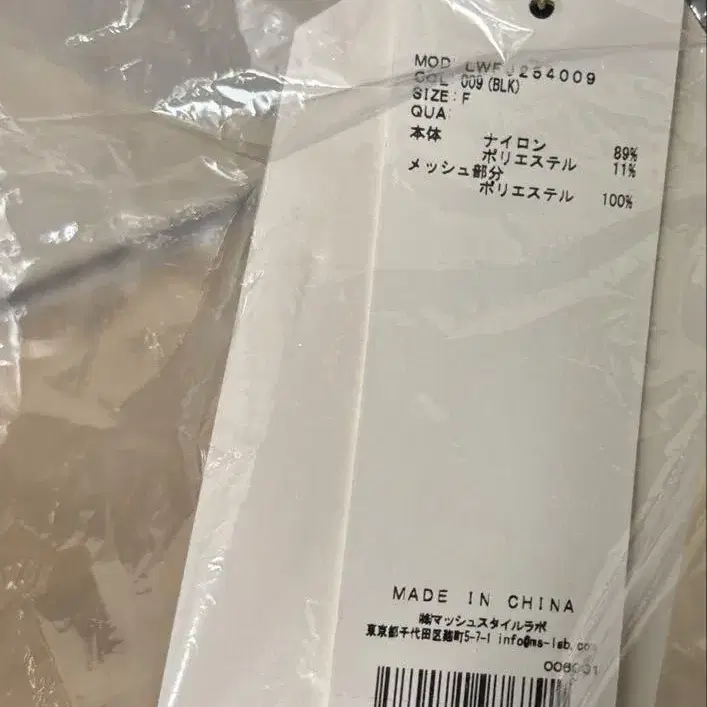 MOD: LWFJ264009
COL: 009 (BLK)
SIZE: F
QUA:
本体 ナイロン 89%
ポリエステル 11%
メッシュ部分
ポリエステル 100%
MADE IN CHINA
㈱マッシュスタイルラボ
東京都千代田区麹町5-7-1 info@ms-lab.com